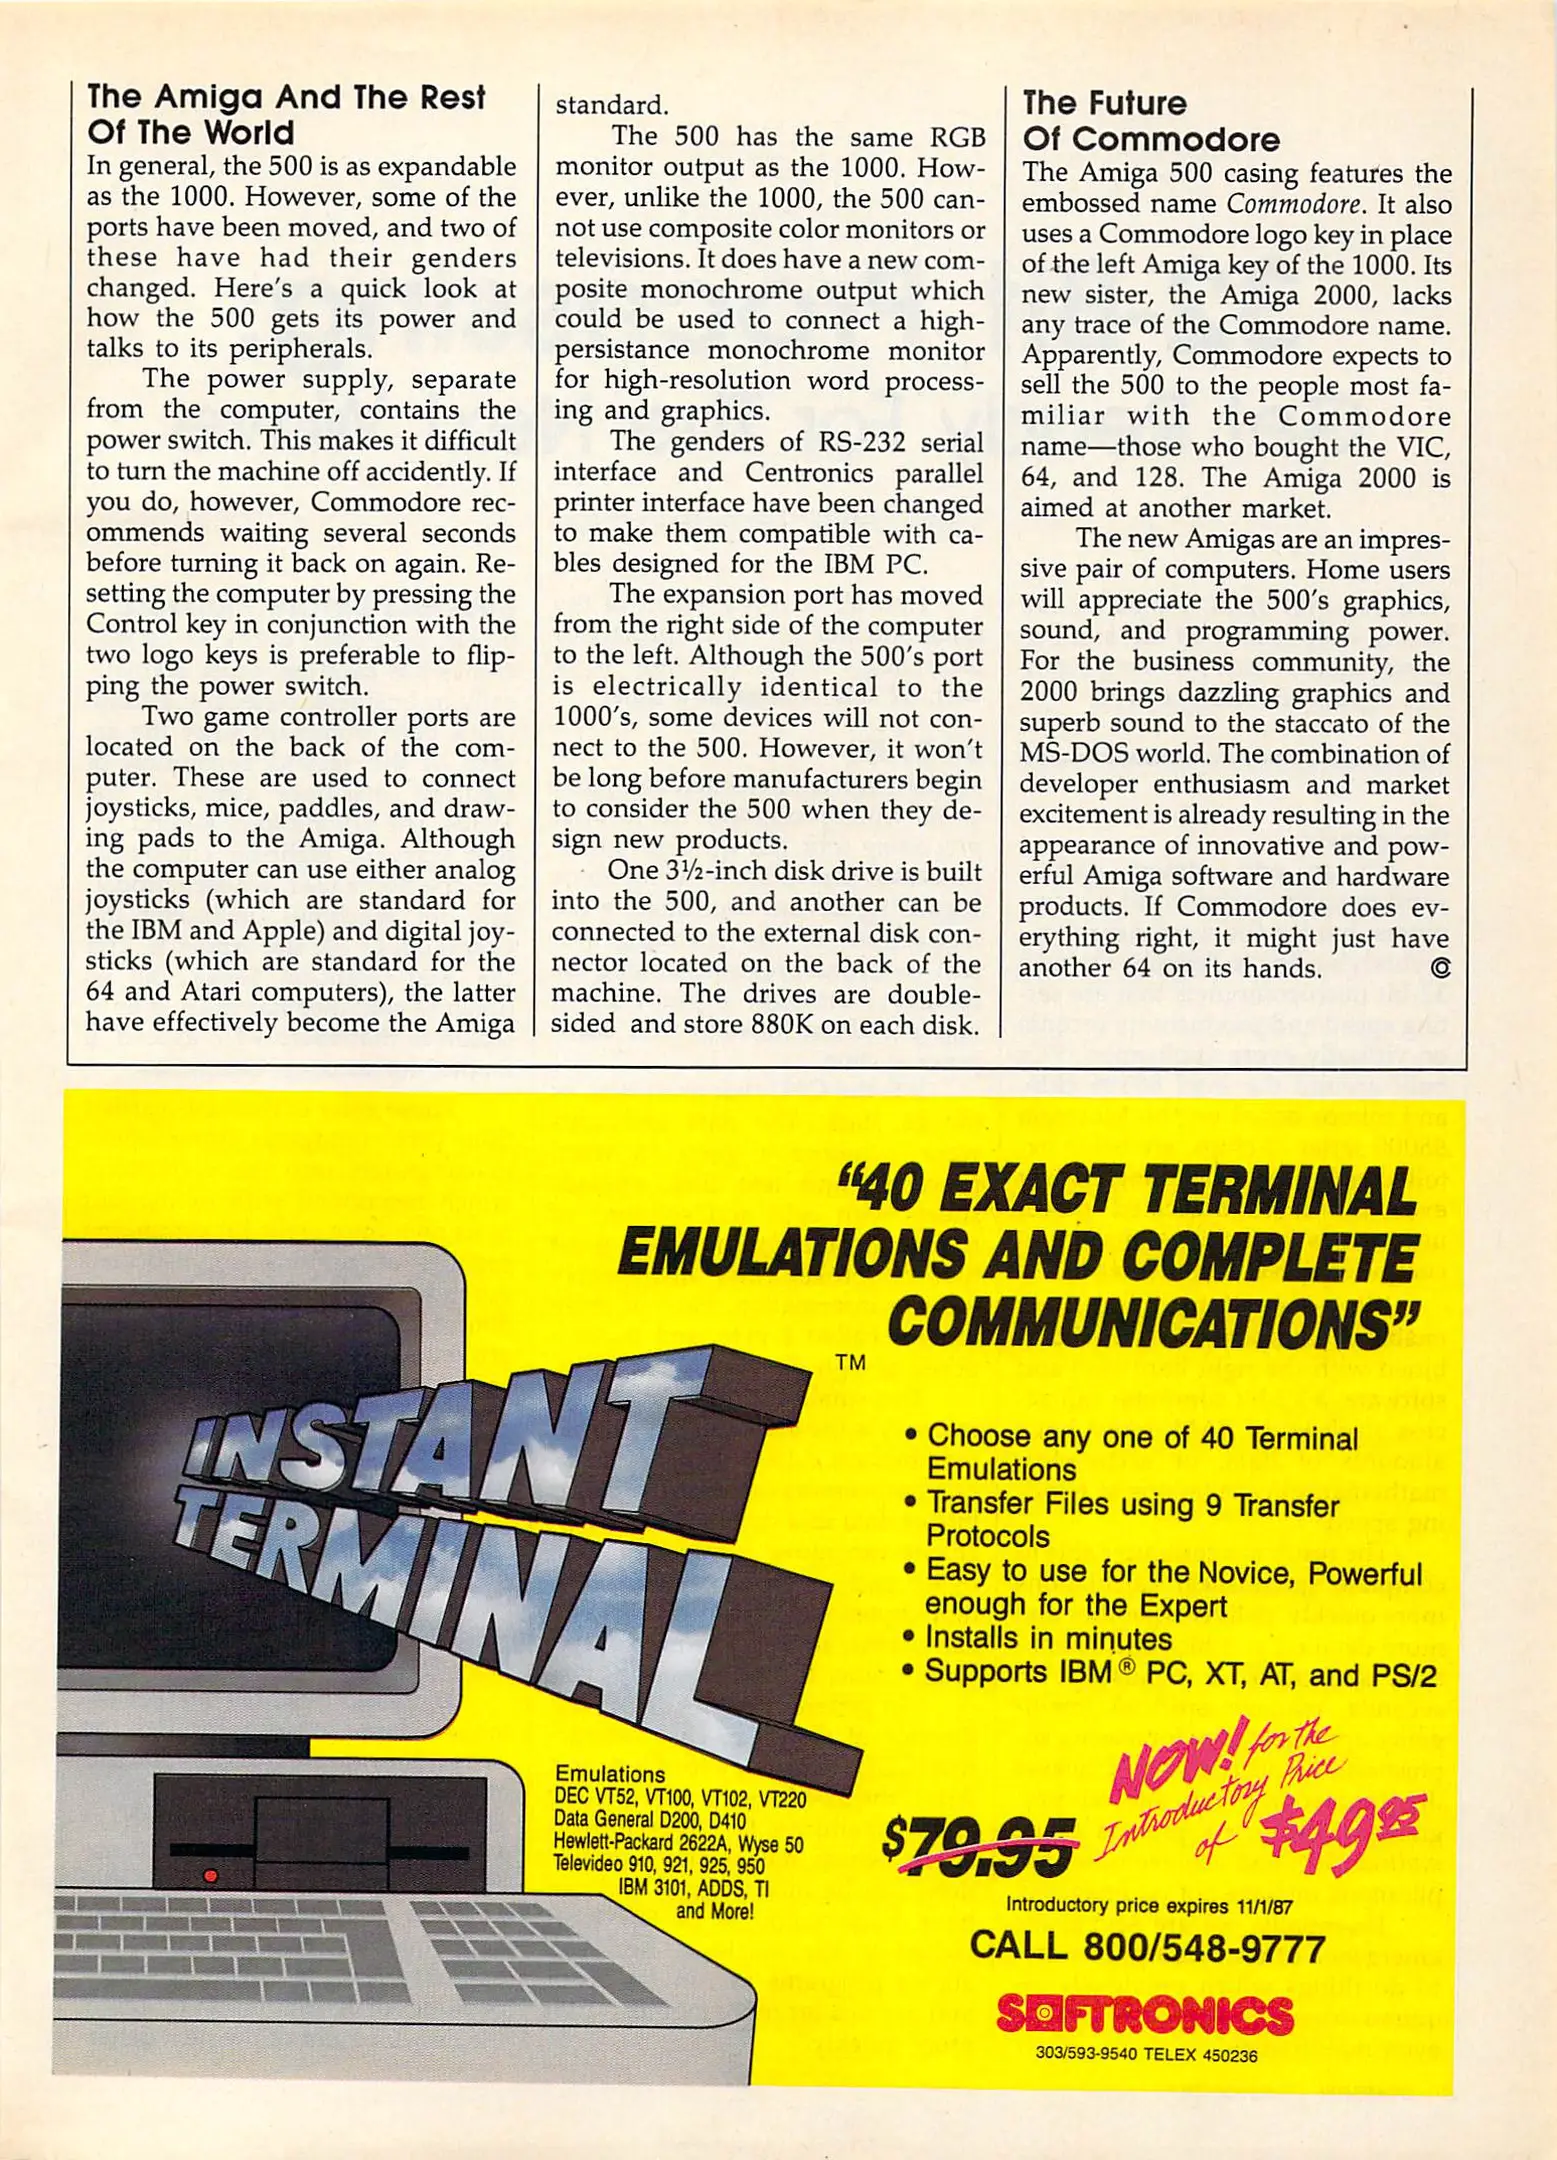 The Amiga And The Rest
Of The World
In general, the 500 is as expandable
as the 1000. However, some of the
ports have been moved, and two of
these have had their genders
changed. Here's a quick look at
how the 500 gets its power and
talks to its peripherals.
The power supply, separate
from the computer, contains the
power switch. This makes it difficult
to turn the machine off accidently. If
you do, however, Commodore rec-
ommends waiting several seconds
before turning it back on again. Re-
setting the computer by pressing the
Control key in conjunction with the
two logo keys is preferable to flip-
ping the power switch.
Two game controller ports are
located on the back of the com-
puter. These are used to connect
joysticks, mice, paddles, and draw-
ing pads to the Amiga. Although
the computer can use either analog
joysticks (which are standard for
the IBM and Apple) and digital joy-
sticks (which are standard for the
64 and Atari computers), the latter
have effectively become the Amiga
standard.
The 500 has the same RGB
monitor output as the 1000. How-
ever, unlike the 1000, the 500 can-
not use composite color monitors or
televisions. It does have a new com-
posite monochrome output which
could be used to connect a high-
persistance monochrome monitor
for high-resolution word process-
ing and graphics.
The genders of RS-232 serial
interface and Centronics parallel
printer interface have been changed
to make them compatible with ca-
bles designed for the IBM PC.
The expansion port has moved
from the right side of the computer
to the left. Although the 500's port
is electrically identical to the
1000's, some devices will not con-
nect to the 500. However, it won't
be long before manufacturers begin
to consider the 500 when they de-
sign new products.
One 3½-inch disk drive is built
into the 500, and another can be
connected to the external disk con-
nector located on the back of the
machine. The drives are double-
sided and store 880K on each disk.
The Future
Of Commodore
The Amiga 500 casing features the
embossed name Commodore. It also
uses a Commodore logo key in place
of the left Amiga key of the 1000. Its
new sister, the Amiga 2000, lacks
any trace of the Commodore name.
Apparently, Commodore expects to
sell the 500 to the people most fa-
miliar with the Commodore
name—those who bought the VIC,
64, and 128. The Amiga 2000 is
aimed at another market.
The new Amigas are an impres-
sive pair of computers. Home users
will appreciate the 500's graphics,
sound, and programming power.
For the business community, the
2000 brings dazzling graphics and
superb sound to the staccato of the
MS-DOS world. The combination of
developer enthusiasm and market
excitement is already resulting in the
appearance of innovative and pow-
erful Amiga software and hardware
products. If Commodore does ev-
erything right, it might just have
another 64 on its hands.
“40 EXACT TERMINAL
EMULATIONS AND COMPLETE
COMMUNICATIONS”
INSTANT TM
TERMINAL
• Choose any one of 40 Terminal
Emulations
• Transfer Files using 9 Transfer
Protocols
• Easy to use for the Novice, Powerful
enough for the Expert
• Installs in minutes
• Supports IBM® PC, XT, AT, and PS/2
Emulations
DEC VT52, VT100, VT102, VT220
Data General D200, D410
Hewlett-Packard 2622A, Wyse 50
Televideo 910, 921, 925, 950
IBM 3101, ADDS, TI
and More!
$79.95
NOW! for the
Introductory Price
of $49.95
Introductory price expires 11/1/87
CALL 800/548-9777
SOFTRONICS
303/593-9540 TELEX 450236